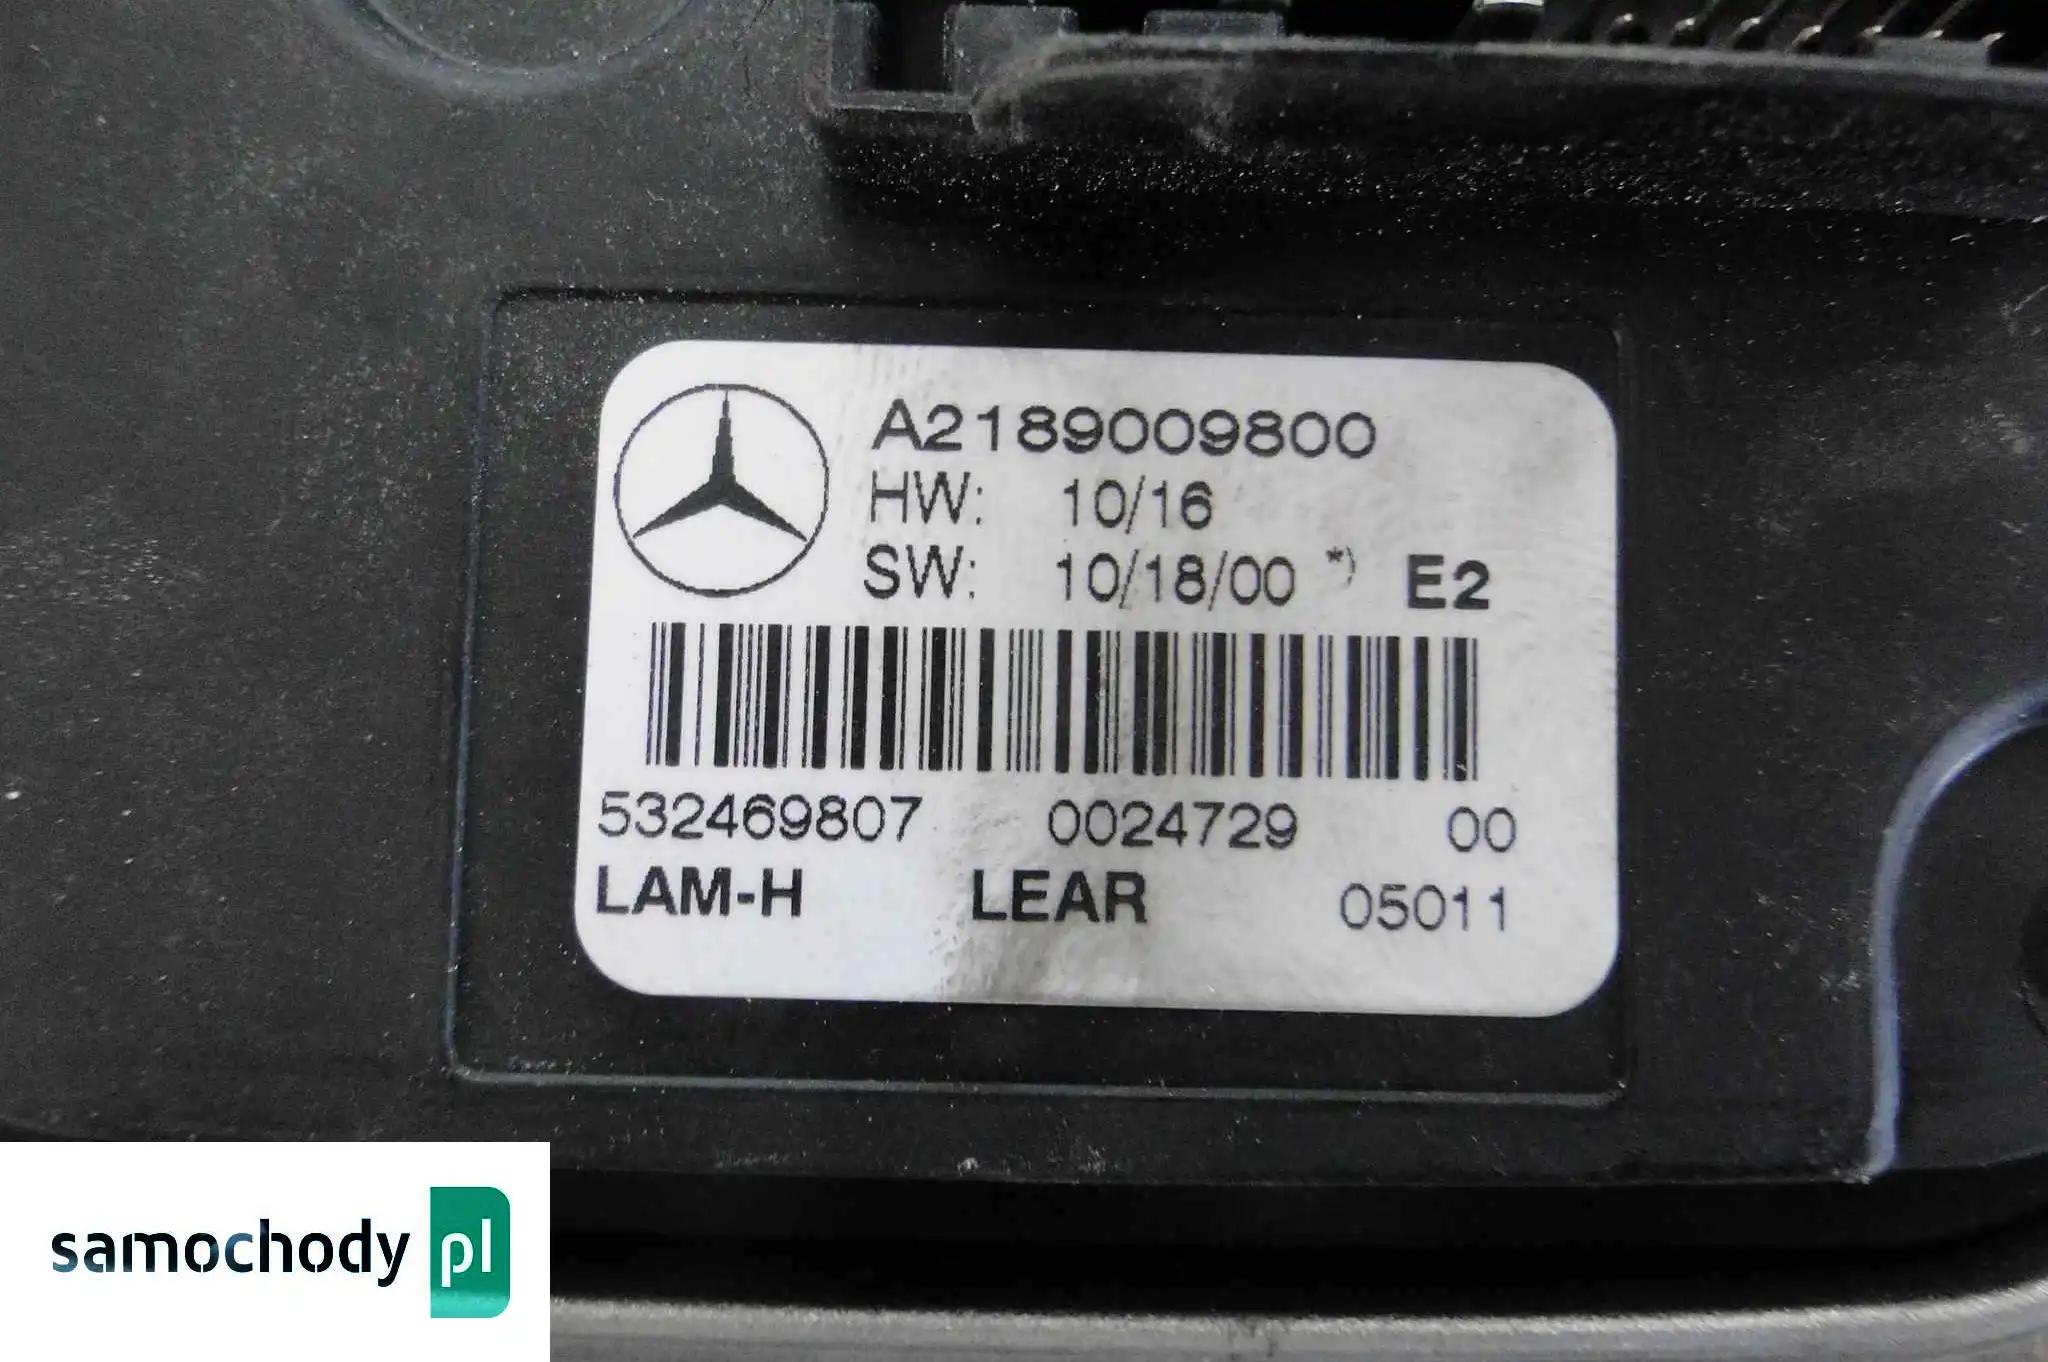 A2189009800
HW: 10/16
SW: 10/18/00 *) E2
532469807 0024729 00
LAM-H LEAR 05011
samochody pl